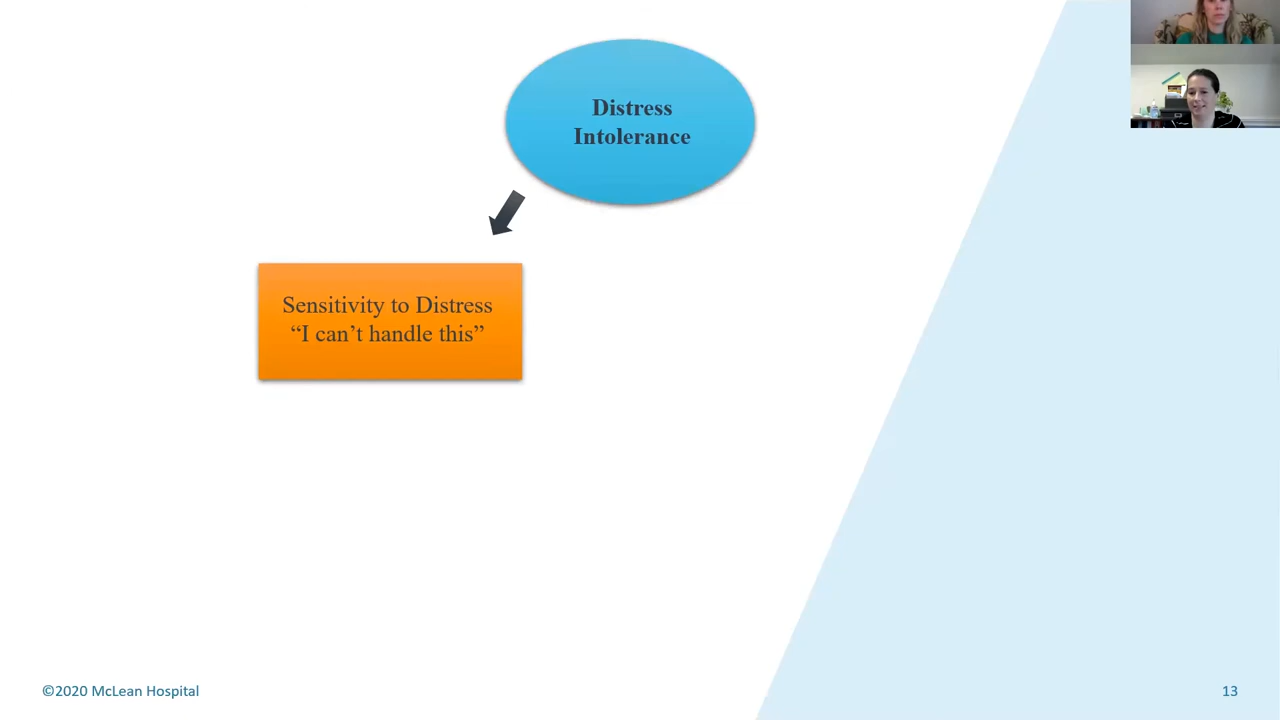 Distress
Intolerance
Sensitivity to Distress
“I can’t handle this”
©2020 McLean Hospital
13